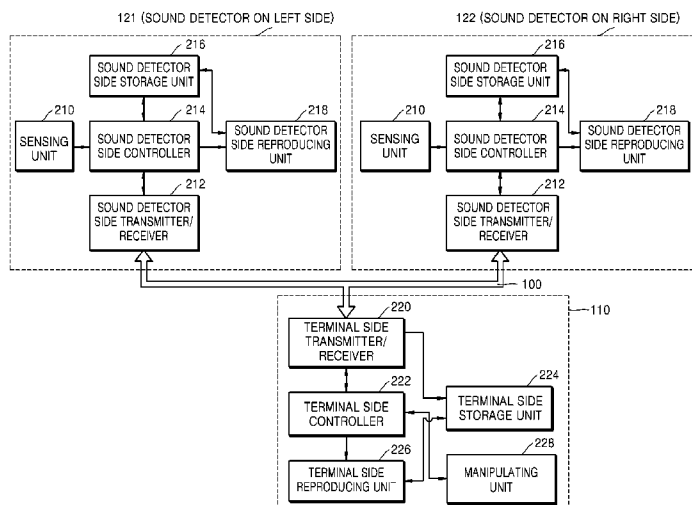 121 (SOUND DETECTOR ON LEFT SIDE)
216
SOUND DETECTOR
SIDE STORAGE UNIT
210
SENSING
UNIT
214
SOUND DETECTOR
SIDE CONTROLLER
218
SOUND DETECTOR
SIDE REPRODUCING
UNIT
212
SOUND DETECTOR
SIDE TRANSMITTER/
RECEIVER
122 (SOUND DETECTOR ON RIGHT SIDE)
216
SOUND DETECTOR
SIDE STORAGE UNIT
210
SENSING
UNIT
214
SOUND DETECTOR
SIDE CONTROLLER
218
SOUND DETECTOR
SIDE REPRODUCING
UNIT
212
SOUND DETECTOR
SIDE TRANSMITTER/
RECEIVER
100
110
220
TERMINAL SIDE
TRANSMITTER/
RECEIVER
222
TERMINAL SIDE
CONTROLLER
224
TERMINAL SIDE
STORAGE UNIT
226
TERMINAL SIDE
REPRODUCING UNIT
228
MANIPULATING
UNIT